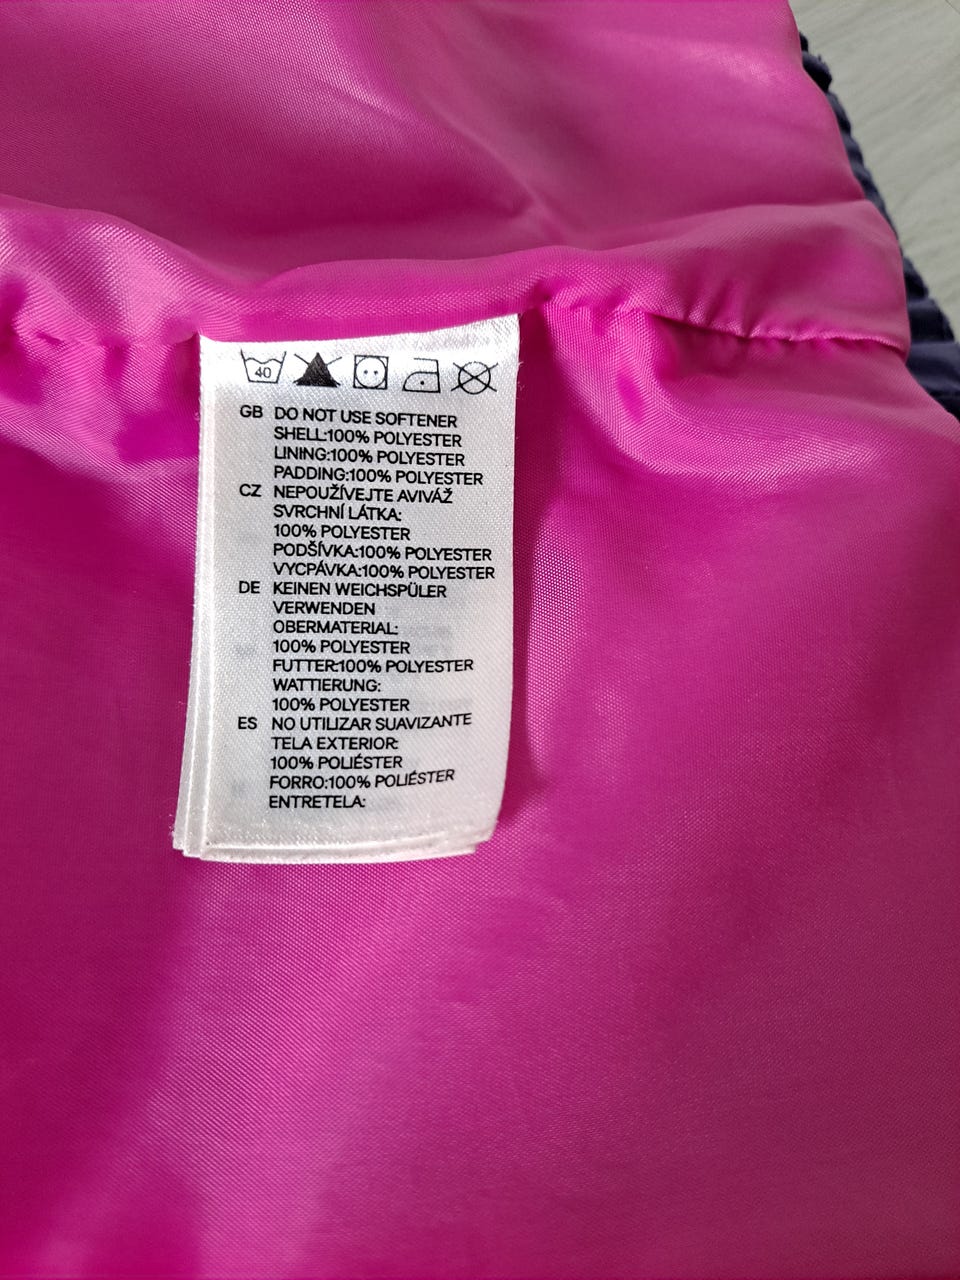 40
GB DO NOT USE SOFTENER
SHELL:100% POLYESTER
LINING:100% POLYESTER
PADDING:100% POLYESTER
CZ NEPOUŽÍVEJTE AVIVÁŽ
SVRCHNÍ LÁTKA:
100% POLYESTER
PODŠÍVKA:100% POLYESTER
VYCPÁVKA:100% POLYESTER
DE KEINEN WEICHSPÜLER
VERWENDEN
OBERMATERIAL:
100% POLYESTER
FUTTER:100% POLYESTER
WATTIERUNG:
100% POLYESTER
ES NO UTILIZAR SUAVIZANTE
TELA EXTERIOR:
100% POLIÉSTER
FORRO:100% POLIÉSTER
ENTRETELA: